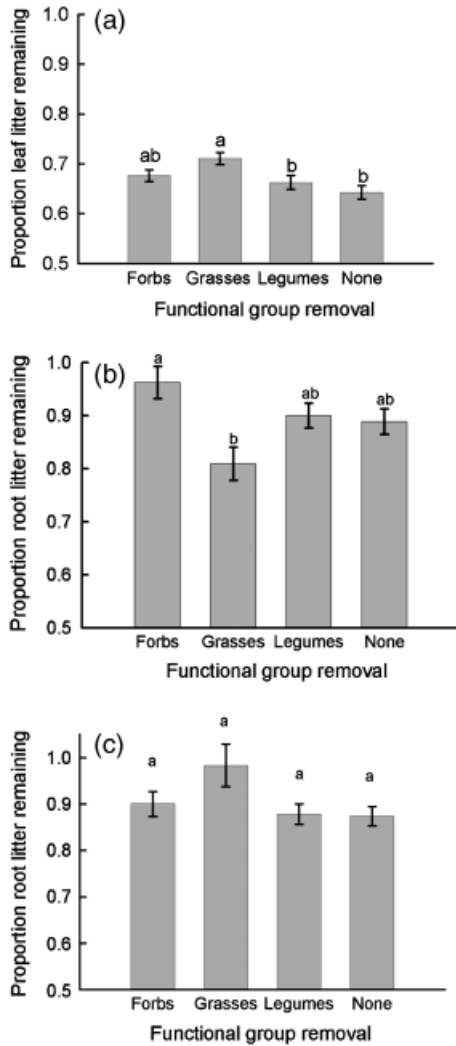 (a)
Proportion leaf litter remaining
1.0
0.9
0.8
0.7
0.6
0.5
ab
a
b
b
Forbs Grasses Legumes None
Functional group removal
(b)
Proportion root litter remaining
1.0
0.9
0.8
0.7
0.6
0.5
a
b
ab
ab
Forbs Grasses Legumes None
Functional group removal
(c)
Proportion root litter remaining
1.0
0.9
0.8
0.7
0.6
0.5
a
a
a
a
Forbs Grasses Legumes None
Functional group removal